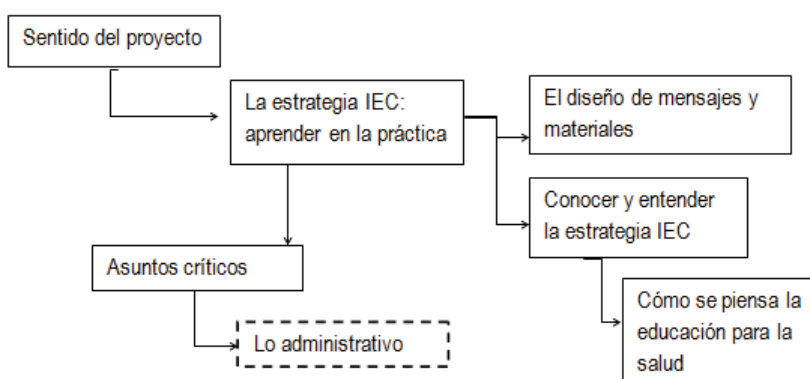 Sentido del proyecto
La estrategia IEC:
aprender en la práctica
El diseño de mensajes y
materiales
Conocer y entender
la estrategia IEC
Asuntos críticos
Cómo se piensa la
educación para la
salud
Lo administrativo